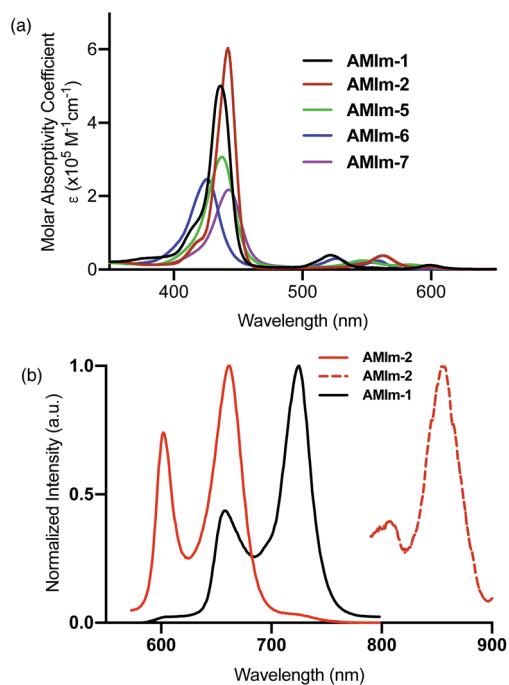 (a)
Molar Absorptivity Coefficient
ε (x10⁵ M⁻¹cm⁻¹)
6
4
2
0
400
500
600
Wavelength (nm)
AMIm-1
AMIm-2
AMIm-5
AMIm-6
AMIm-7
(b)
AMIm-2
AMIm-2
AMIm-1
Normalized Intensity (a.u.)
1.0
0.5
0.0
600
700
800
900
Wavelength (nm)